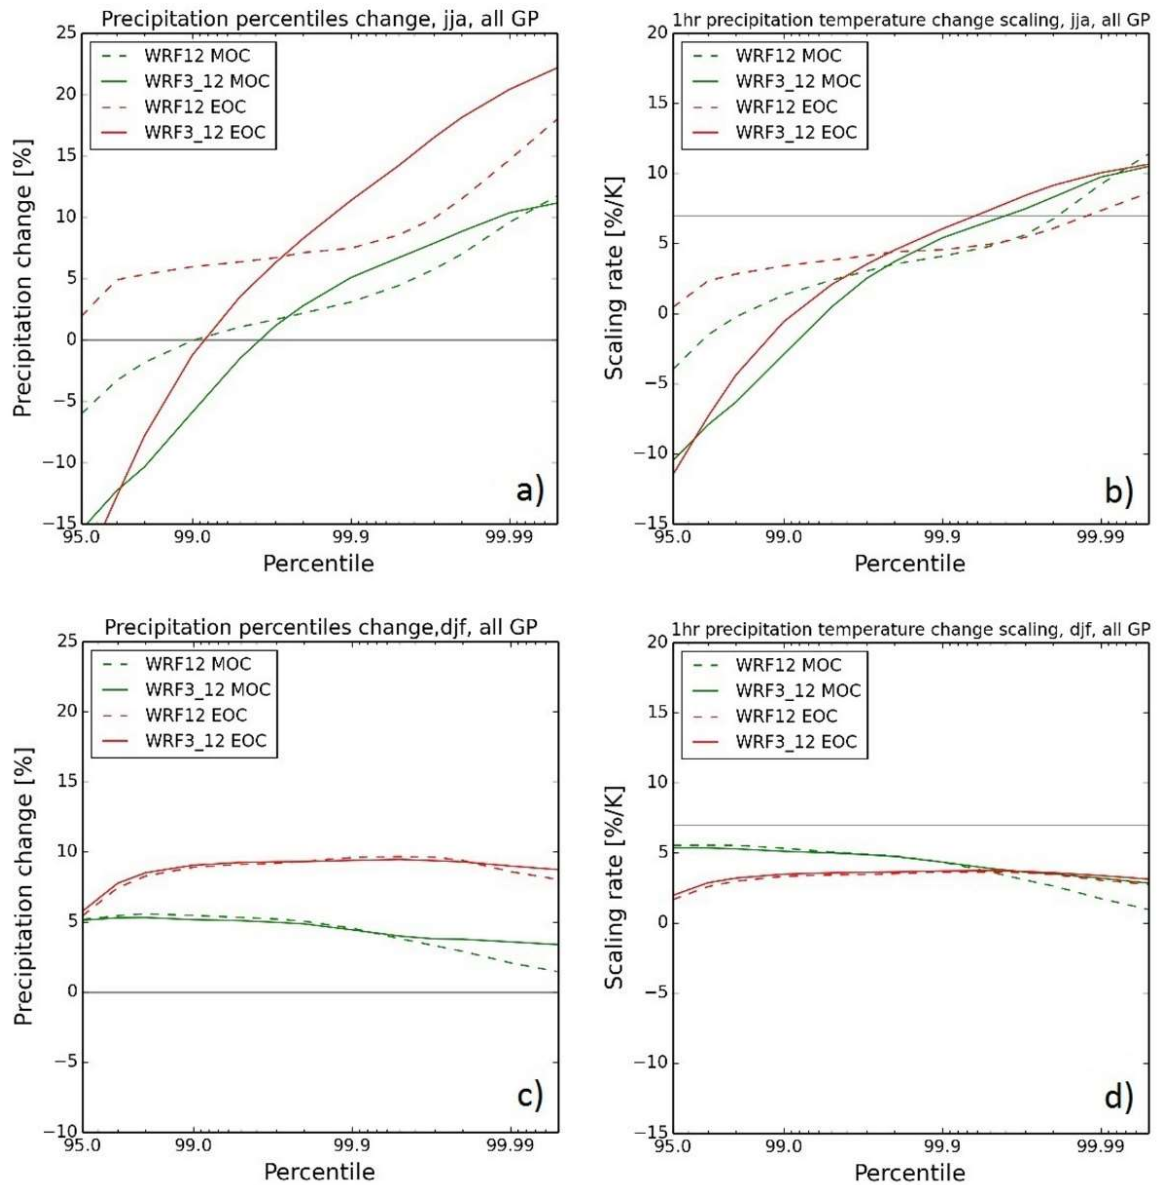 Precipitation percentiles change, jja, all GP
25
20
15
10
5
0
−5
−10
−15
Precipitation change [%]
WRF12 MOC
WRF3_12 MOC
WRF12 EOC
WRF3_12 EOC
a)
95.0 99.0 99.9 99.99
Percentile
1hr precipitation temperature change scaling, jja, all GP
20
15
10
5
0
−5
−10
−15
Scaling rate [%/K]
WRF12 MOC
WRF3_12 MOC
WRF12 EOC
WRF3_12 EOC
b)
95.0 99.0 99.9 99.99
Percentile
Precipitation percentiles change,djf, all GP
25
20
15
10
5
0
−5
−10
Precipitation change [%]
WRF12 MOC
WRF3_12 MOC
WRF12 EOC
WRF3_12 EOC
c)
95.0 99.0 99.9 99.99
Percentile
1hr precipitation temperature change scaling, djf, all GP
20
15
10
5
0
−5
−10
−15
Scaling rate [%/K]
WRF12 MOC
WRF3_12 MOC
WRF12 EOC
WRF3_12 EOC
d)
95.0 99.0 99.9 99.99
Percentile